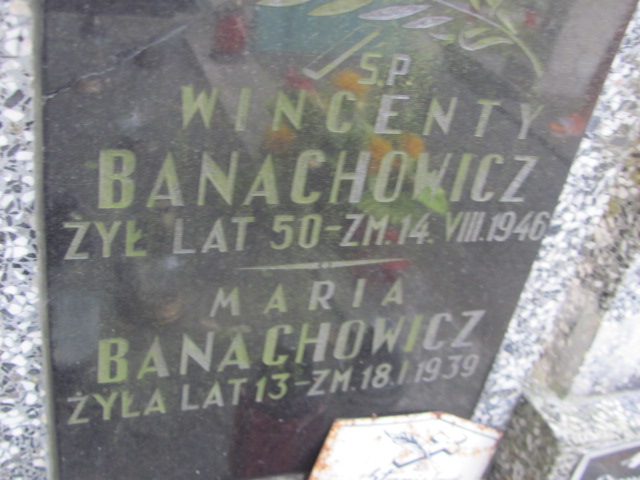 Ś.P.
WINCENTY
BANACHOWICZ
ŻYŁ LAT 50-ZM.14.VIII.1946
MARIA
BANACHOWICZ
ŻYŁA LAT 13-ZM.18.I.1939